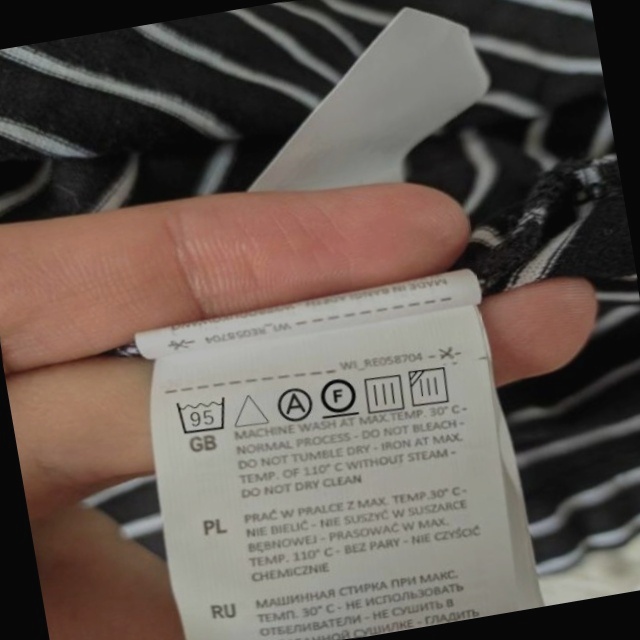 WI_RE058704
WI_RE058704
95 A F
GB MACHINE WASH AT MAX.TEMP. 30° C -
NORMAL PROCESS - DO NOT BLEACH -
DO NOT TUMBLE DRY - IRON AT MAX.
TEMP. OF 110° C WITHOUT STEAM -
DO NOT DRY CLEAN
PL PRAĆ W PRALCE Z MAX. TEMP.30° C -
NIE BIELIĆ - NIE SUSZYĆ W SUSZARCE
BĘBNOWEJ - PRASOWAĆ W MAX.
TEMP. 110° C - BEZ PARY - NIE CZYŚCIĆ
CHEMICZNIE
RU МАШИННАЯ СТИРКА ПРИ МАКС.
ТЕМП. 30° C - НЕ ИСПОЛЬЗОВАТЬ
ОТБЕЛИВАТЕЛИ - НЕ СУШИТЬ В
СУШИЛКЕ - ГЛАДИТЬ